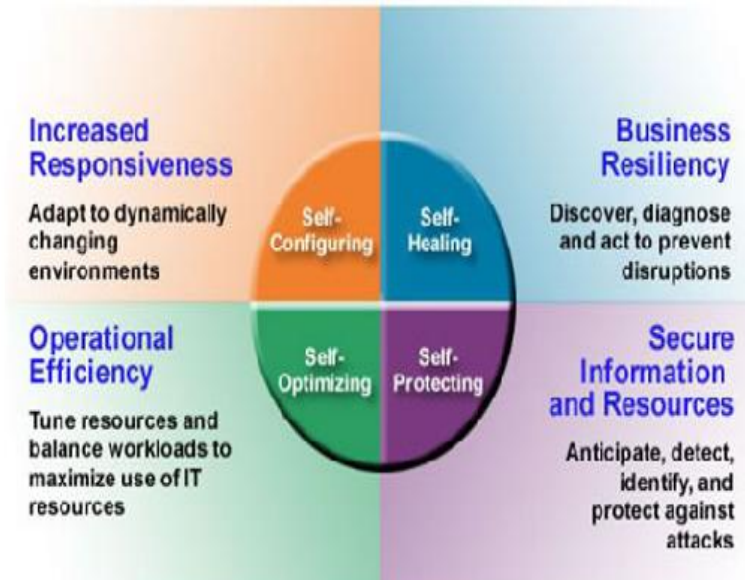 Increased
Responsiveness
Adapt to dynamically
changing
environments
Self-
Configuring
Self-
Healing
Business
Resiliency
Discover, diagnose
and act to prevent
disruptions
Operational
Efficiency
Tune resources and
balance workloads to
maximize use of IT
resources
Self-
Optimizing
Self-
Protecting
Secure
Information
and Resources
Anticipate, detect,
identify, and
protect against
attacks